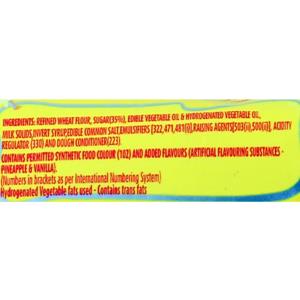 INGREDIENTS: REFINED WHEAT FLOUR, SUGAR(35%), EDIBLE VEGETABLE OIL & HYDROGENATED VEGETABLE OIL,
MILK SOLIDS,INVERT SYRUP,EDIBLE COMMON SALT,EMULSIFIERS [322,471,481(i)],RAISING AGENTS[503(ii),500(ii)], ACIDITY
REGULATOR (330) AND DOUGH CONDITIONER(223).
CONTAINS PERMITTED SYNTHETIC FOOD COLOUR (102) AND ADDED FLAVOURS (ARTIFICIAL FLAVOURING SUBSTANCES -
PINEAPPLE & VANILLA).
(Numbers in brackets as per International Numbering System)
Hydrogenated Vegetable fats used - Contains trans fats